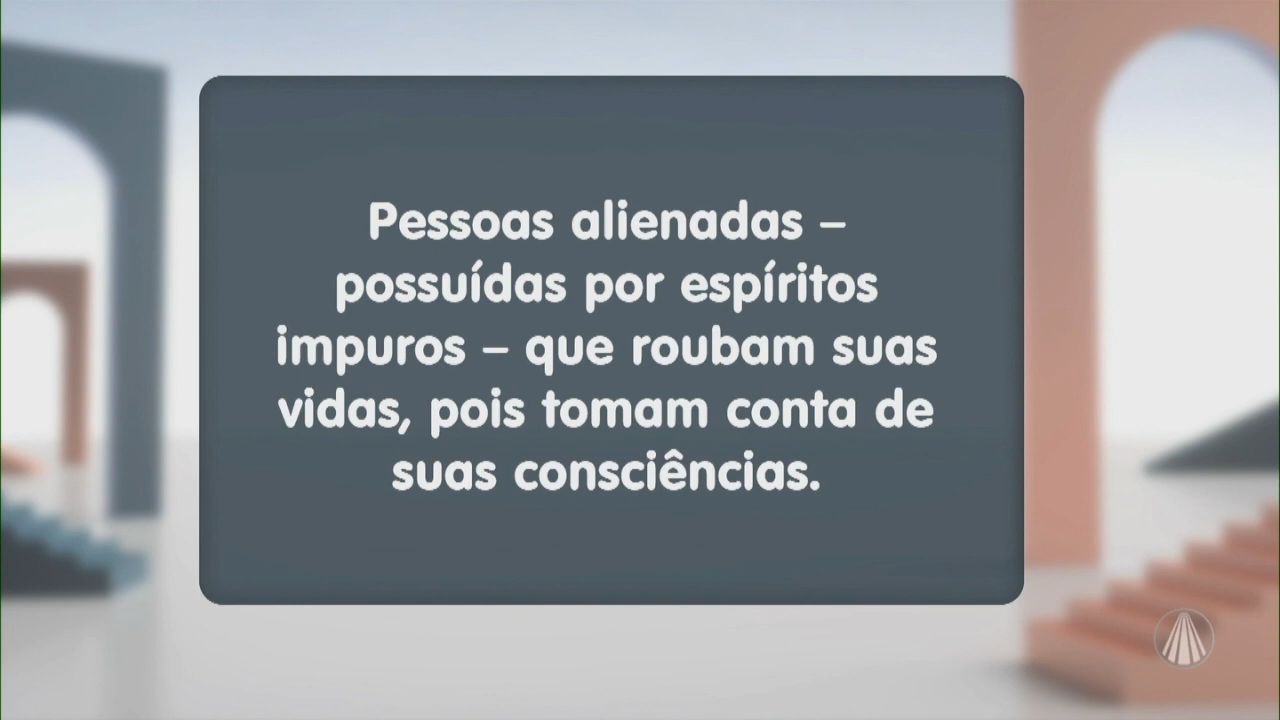 Pessoas alienadas –
possuídas por espíritos
impuros – que roubam suas
vidas, pois tomam conta de
suas consciências.